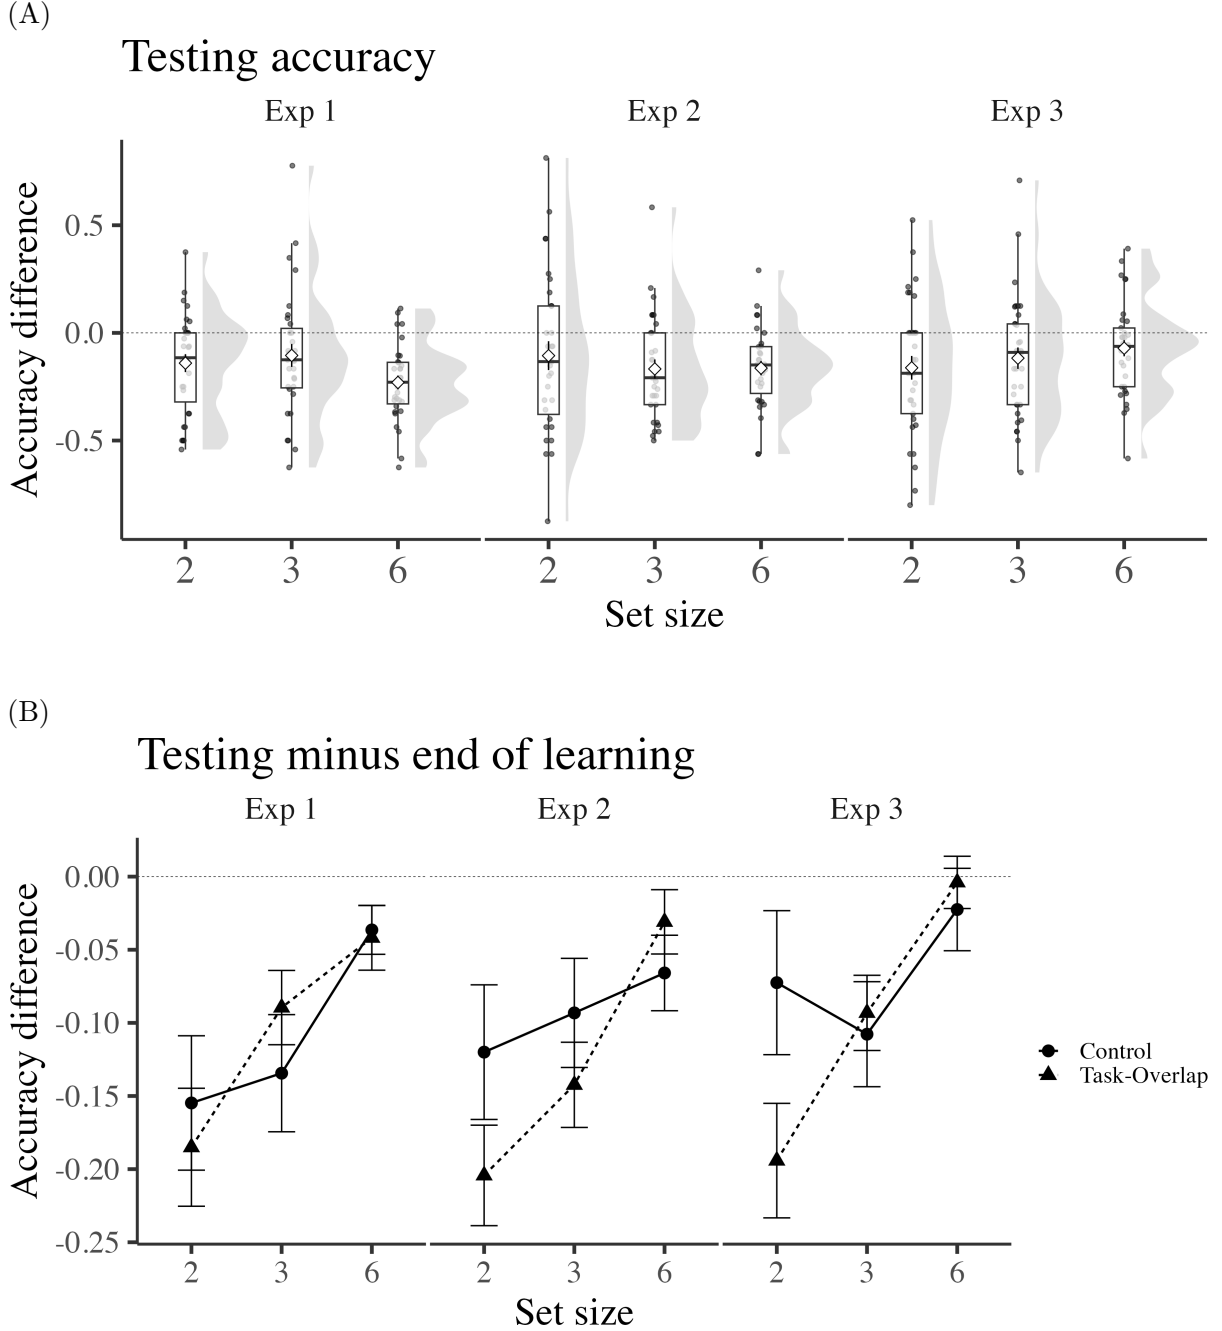 (A)
Testing accuracy
Exp 1 Exp 2 Exp 3
Accuracy difference
0.5
0.0
-0.5
2 3 6 2 3 6 2 3 6
Set size
(B)
Testing minus end of learning
Exp 1 Exp 2 Exp 3
Accuracy difference
0.00
-0.05
-0.10
-0.15
-0.20
-0.25
2 3 6 2 3 6 2 3 6
Set size
Control
Task-Overlap